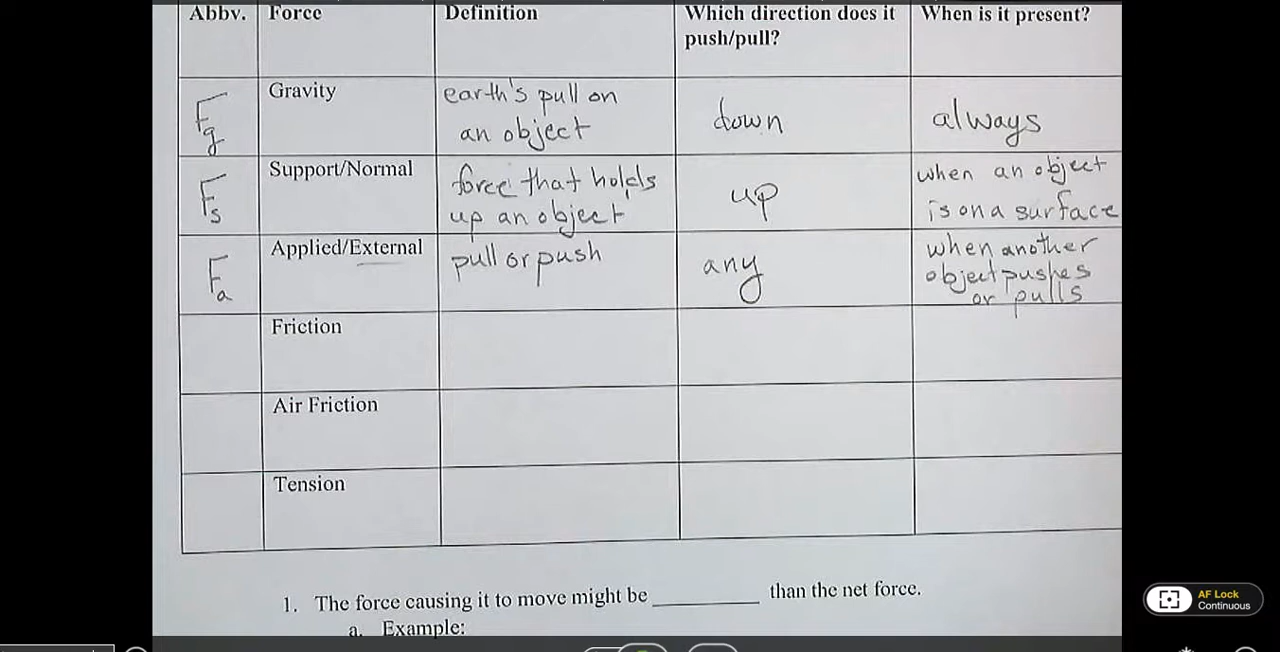 Abbv. Force Definition Which direction does it When is it present?
push/pull?
Fg Gravity earth's pull on down always
an object
Fs Support/Normal force that holds up when an object
up an object is on a surface
Fa Applied/External pull or push any when another
object pushes
or pulls
Friction
Air Friction
Tension
1. The force causing it to move might be ________ than the net force.
a. Example:
AF Lock
Continuous